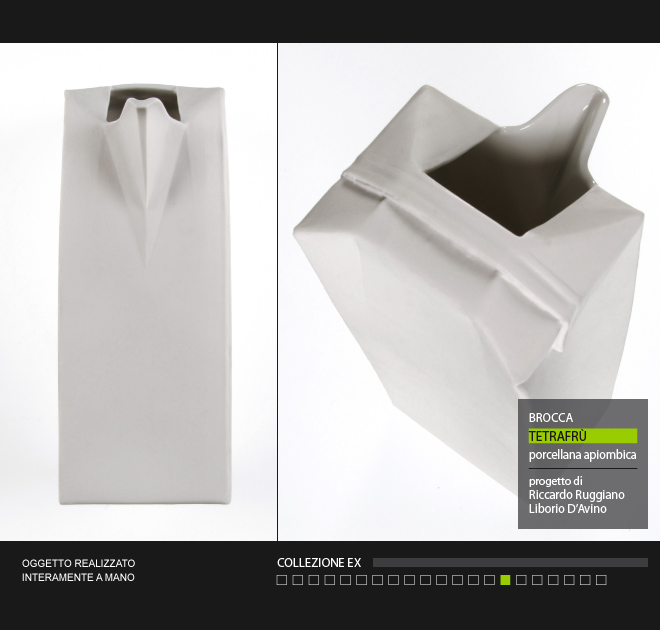 BROCCA
TETRAFRÙ
porcellana apiombica
progetto di
Riccardo Ruggiano
Liborio D'Avino
OGGETTO REALIZZATO
INTERAMENTE A MANO
COLLEZIONE EX